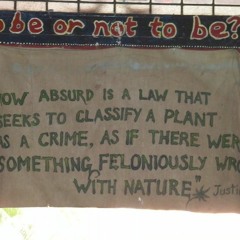 o be or not to be?
OW ABSURD IS A LAW THAT
SEEKS TO CLASSIFY A PLANT
AS A CRIME, AS IF THERE WERE
SOMETHING FELONIOUSLY WRO
WITH NATURE." Justi